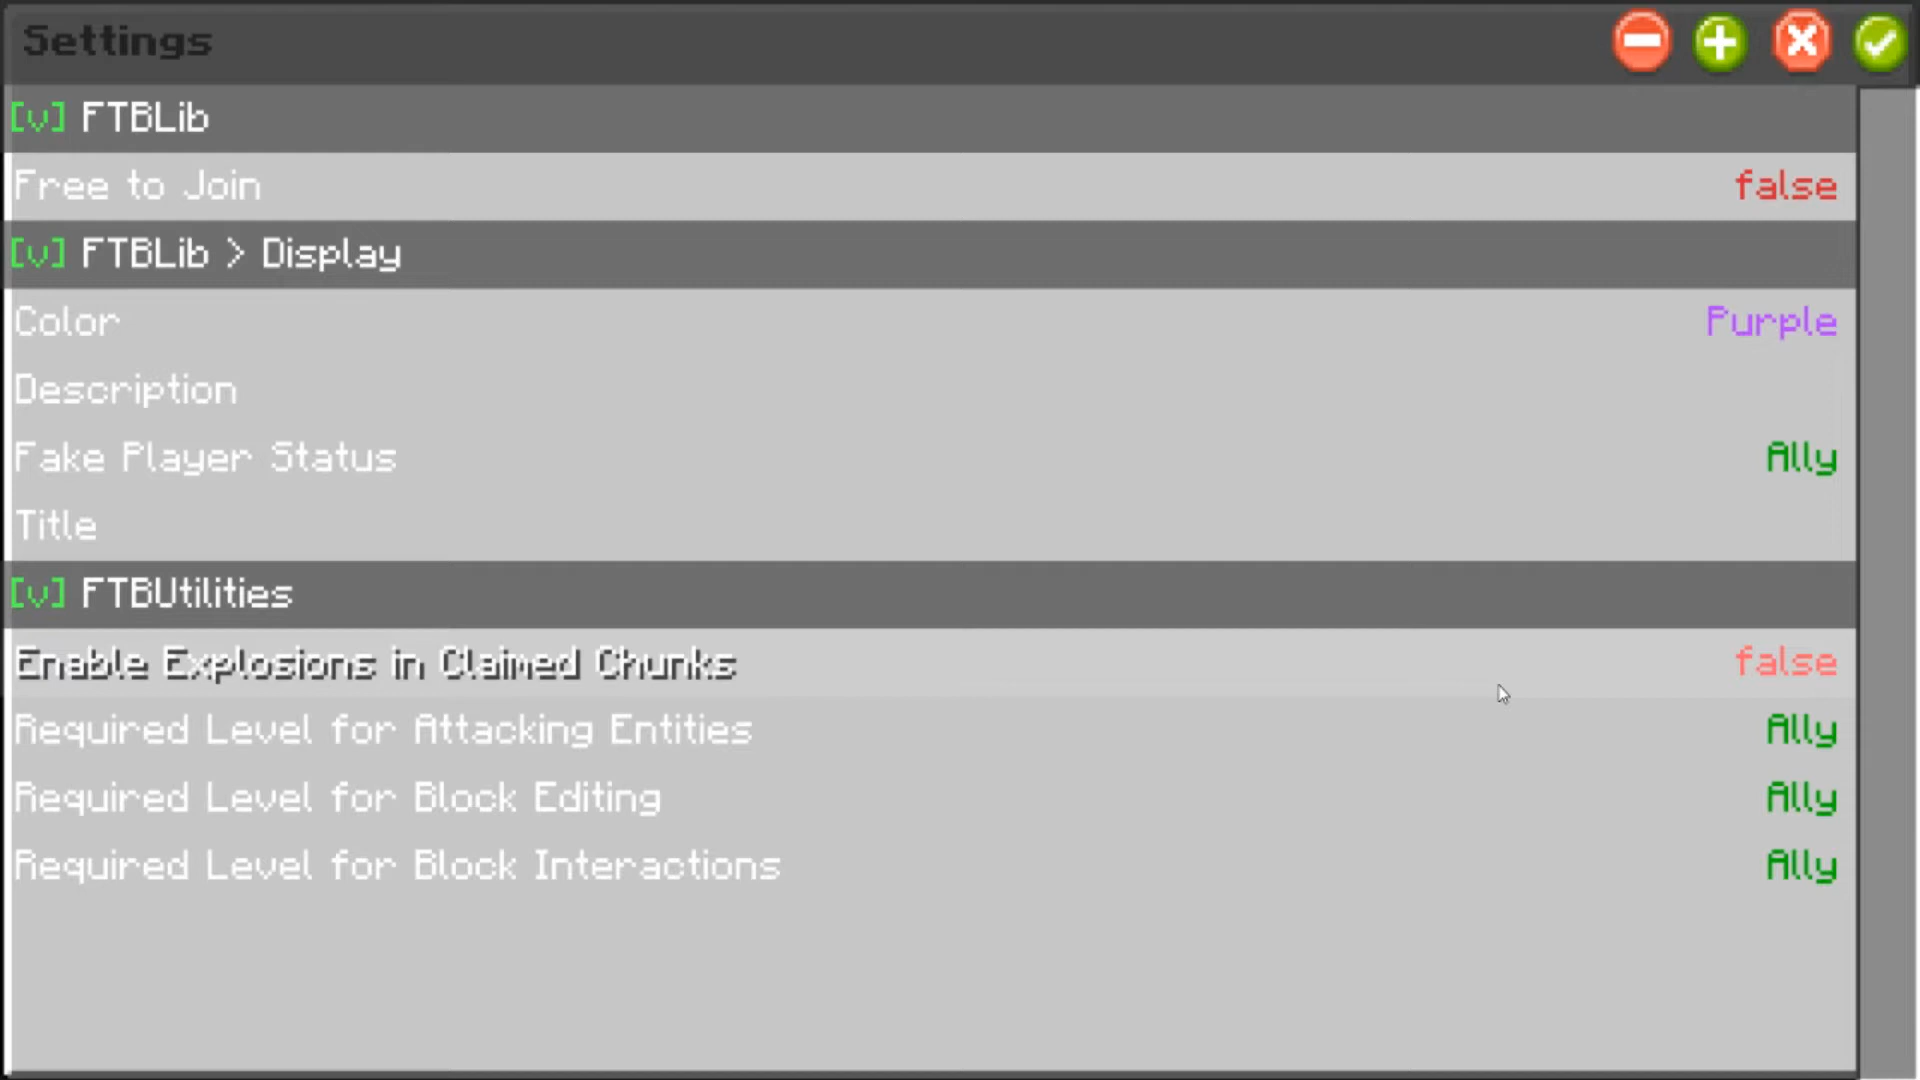 Settings
[v] FTBLib
Free to Join false
[v] FTBLib > Display
Color Purple
Description
Fake Player Status Ally
Title
[v] FTBUtilities
Enable Explosions in Claimed Chunks false
Required Level for Attacking Entities Ally
Required Level for Block Editing Ally
Required Level for Block Interactions Ally